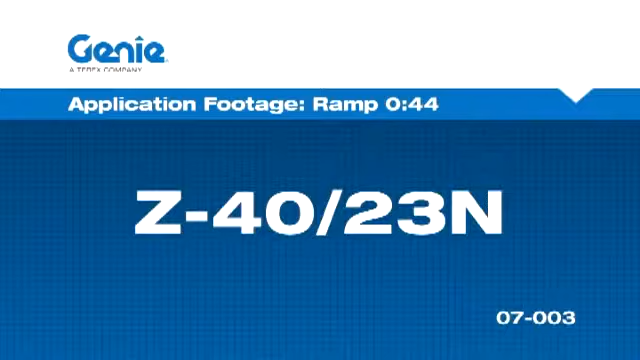 Genie
A TEREX COMPANY
Application Footage: Ramp 0:44
Z-40/23N
07-003